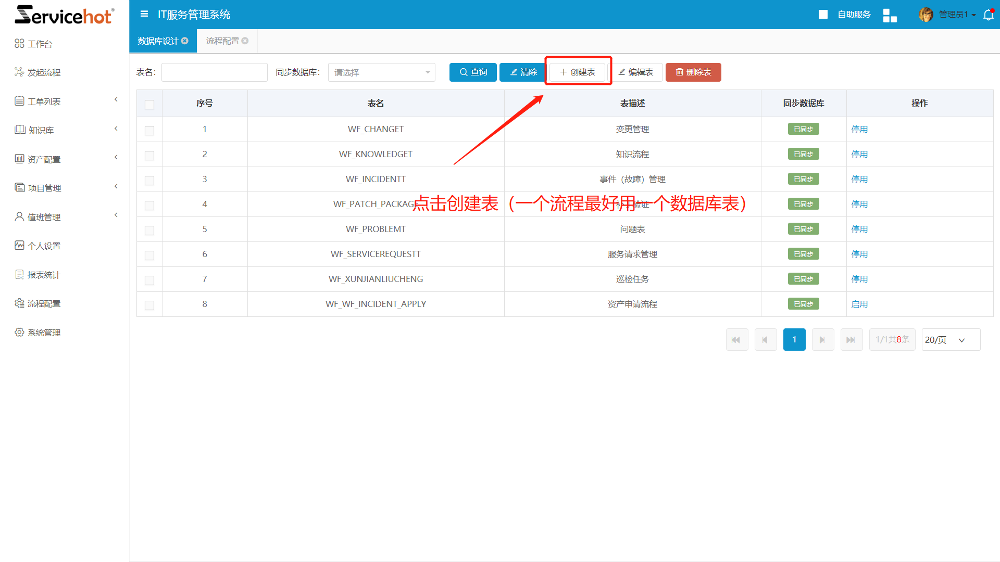 Servicehot®
IT服务管理系统
自助服务
管理员1
工作台
发起流程
工单列表
知识库
资产配置
项目管理
值班管理
个人设置
报表统计
流程配置
系统管理
数据库设计
流程配置
表名: 同步数据库: 请选择 查询 清除 创建表 编辑表 删除表
序号 表名 表描述 同步数据库 操作
1 WF_CHANGET 变更管理 已同步 停用
2 WF_KNOWLEDGET 知识流程 已同步 停用
3 WF_INCIDENTT 事件（故障）管理 已同步 停用
4 WF_PATCH_PACKAG 验证 已同步 停用
点击创建表（一个流程最好用一个数据库表）
5 WF_PROBLEMT 问题表 已同步 停用
6 WF_SERVICEREQUESTT 服务请求管理 已同步 停用
7 WF_XUNJIANLIUCHENG 巡检任务 已同步 停用
8 WF_WF_INCIDENT_APPLY 资产申请流程 已同步 启用
1 1/1共8条 20/页